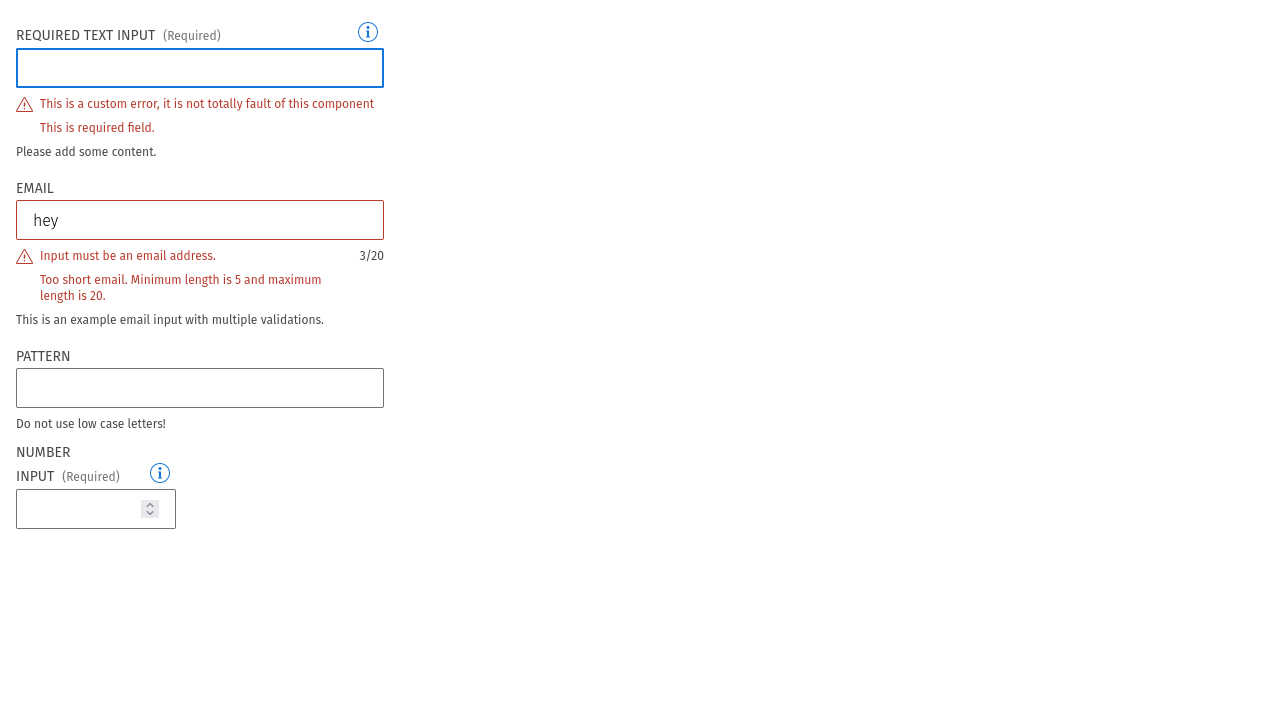 REQUIRED TEXT INPUT (Required)
This is a custom error, it is not totally fault of this component
This is required field.
Please add some content.
EMAIL
hey
Input must be an email address. 3/20
Too short email. Minimum length is 5 and maximum
length is 20.
This is an example email input with multiple validations.
PATTERN
Do not use low case letters!
NUMBER
INPUT (Required)